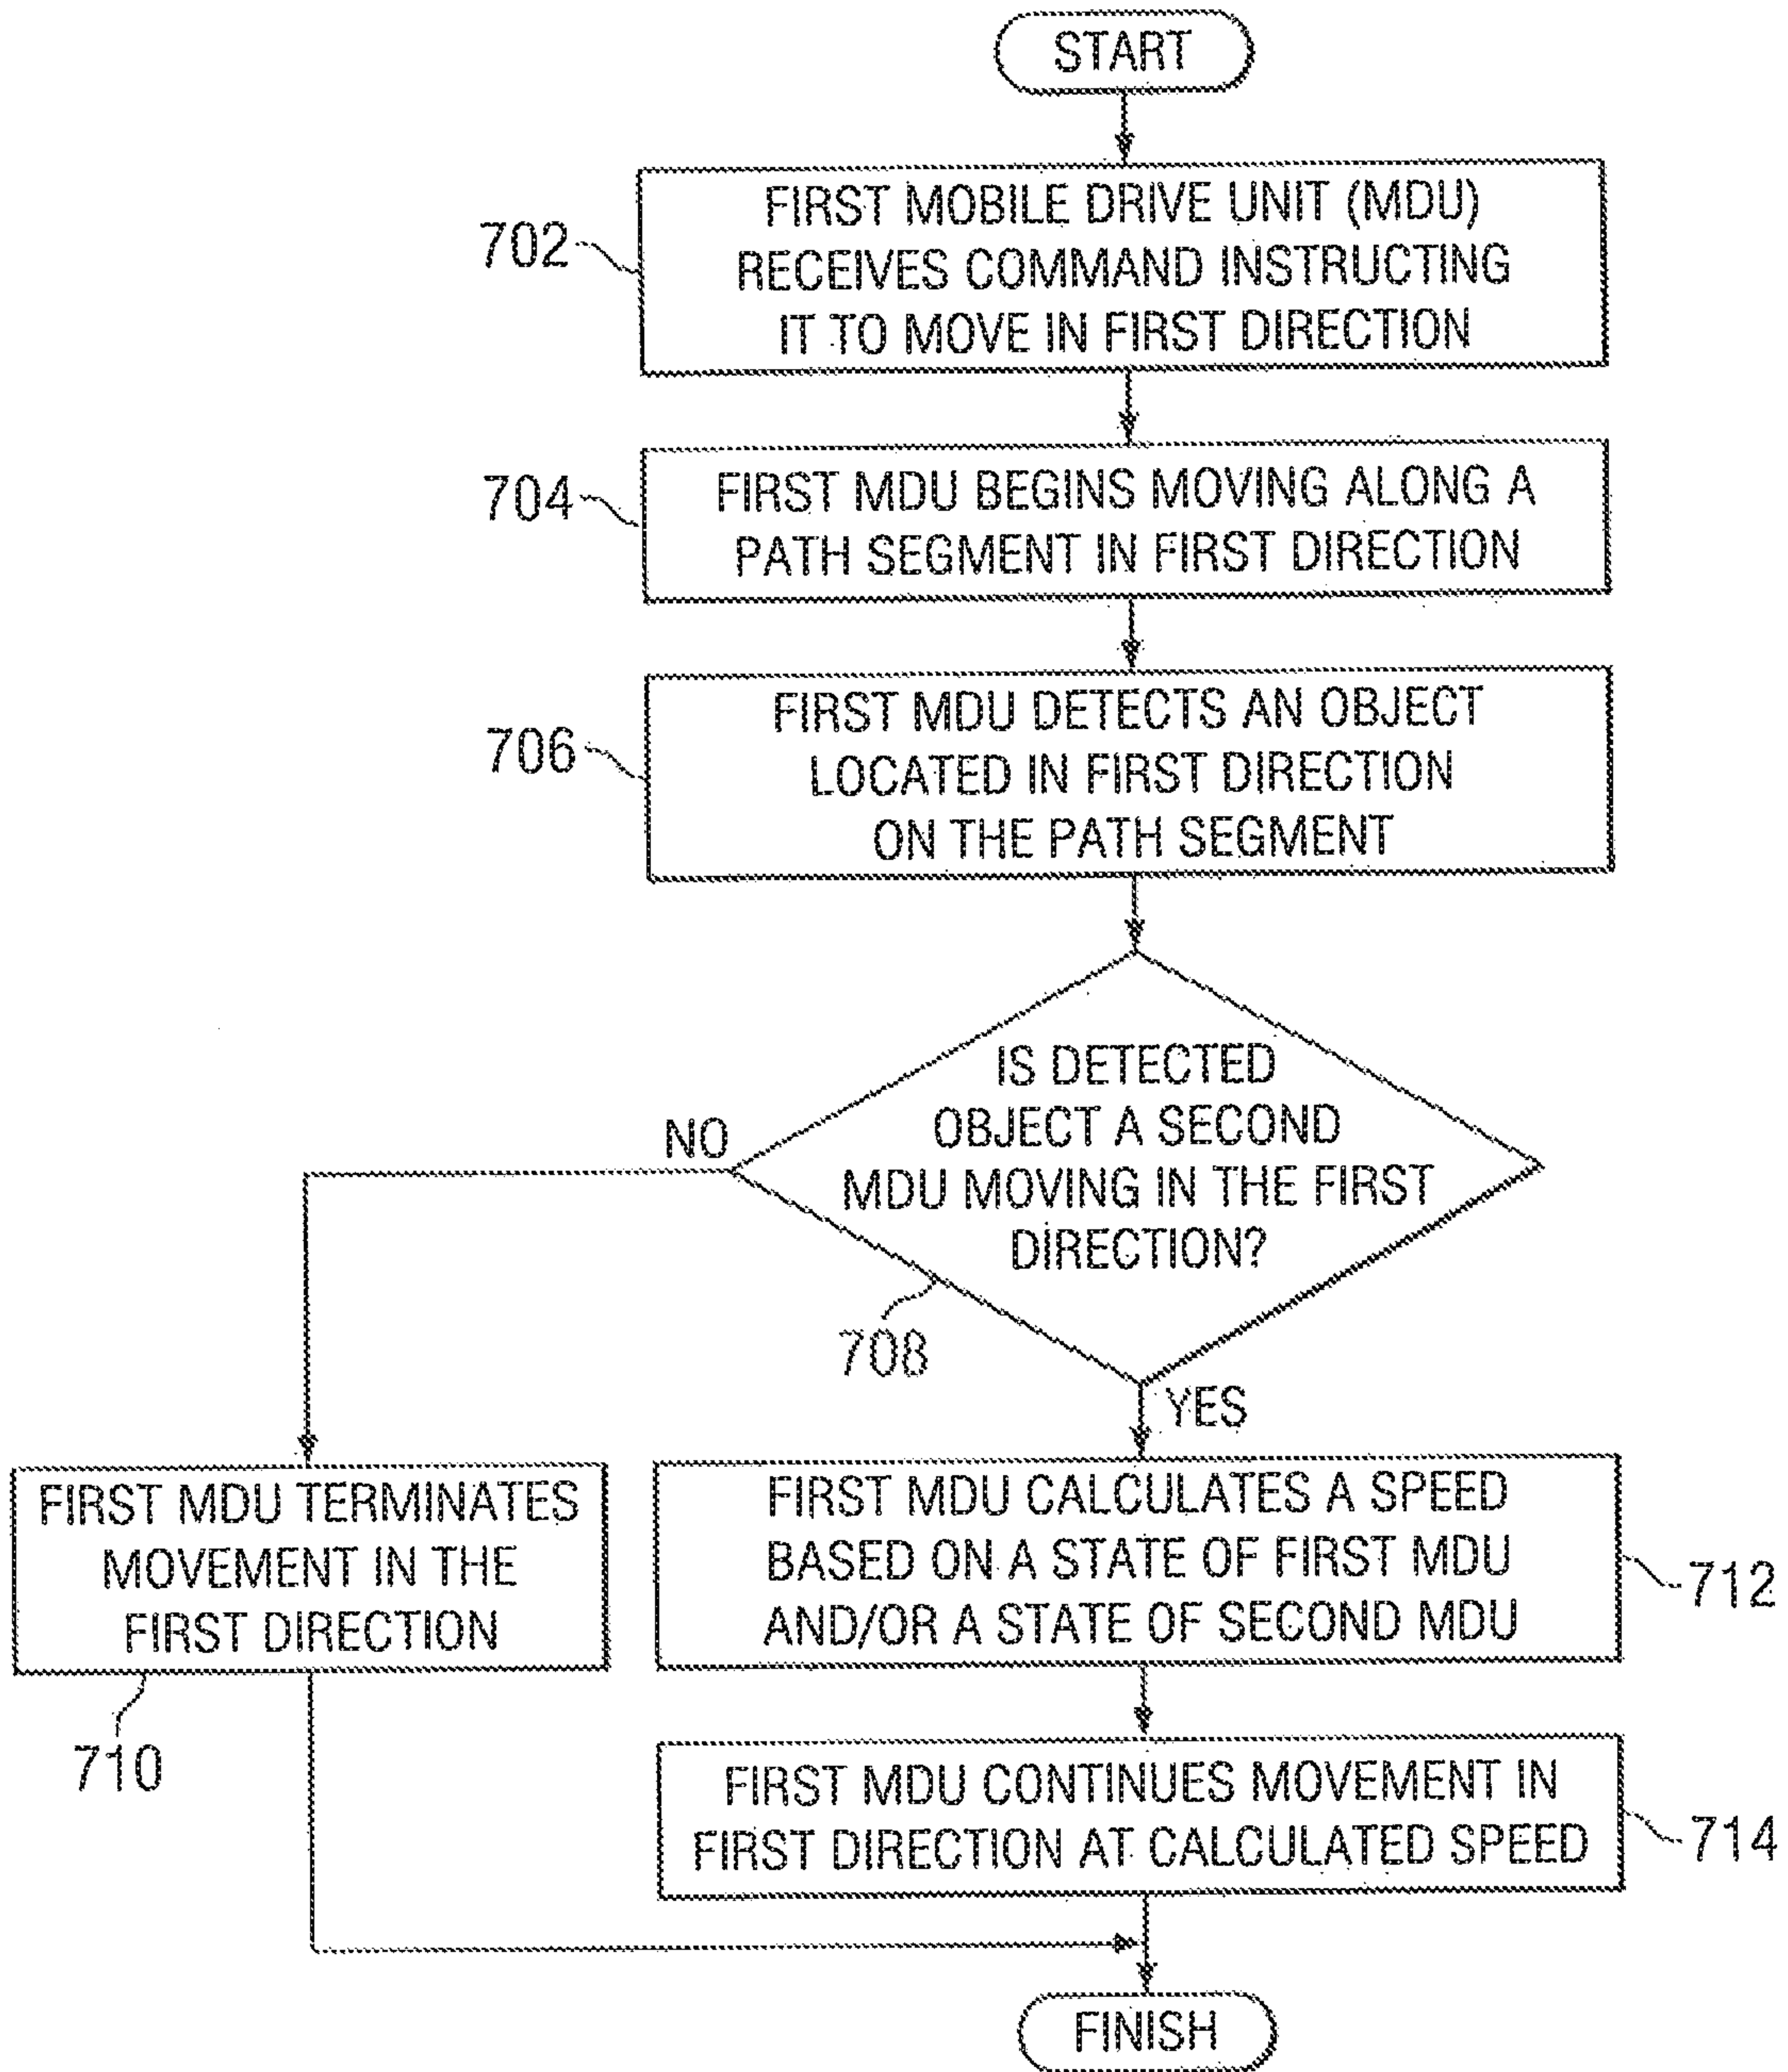 START
702
FIRST MOBILE DRIVE UNIT (MDU)
RECEIVES COMMAND INSTRUCTING
IT TO MOVE IN FIRST DIRECTION
704
FIRST MDU BEGINS MOVING ALONG A
PATH SEGMENT IN FIRST DIRECTION
706
FIRST MDU DETECTS AN OBJECT
LOCATED IN FIRST DIRECTION
ON THE PATH SEGMENT
IS DETECTED
OBJECT A SECOND
MDU MOVING IN THE FIRST
DIRECTION?
NO
708
YES
FIRST MDU TERMINATES
MOVEMENT IN THE
FIRST DIRECTION
710
FIRST MDU CALCULATES A SPEED
BASED ON A STATE OF FIRST MDU
AND/OR A STATE OF SECOND MDU
712
FIRST MDU CONTINUES MOVEMENT IN
FIRST DIRECTION AT CALCULATED SPEED
714
FINISH